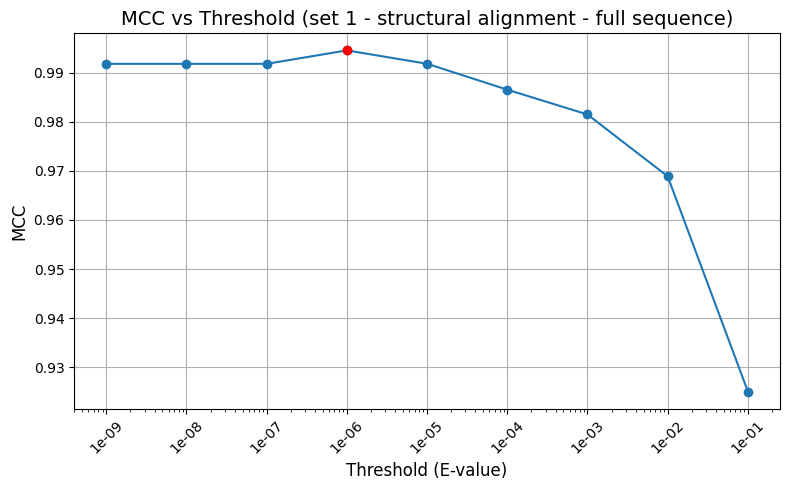 MCC vs Threshold (set 1 - structural alignment - full sequence)
MCC
0.99
0.98
0.97
0.96
0.95
0.94
0.93
1e-09 1e-08 1e-07 1e-06 1e-05 1e-04 1e-03 1e-02 1e-01
Threshold (E-value)